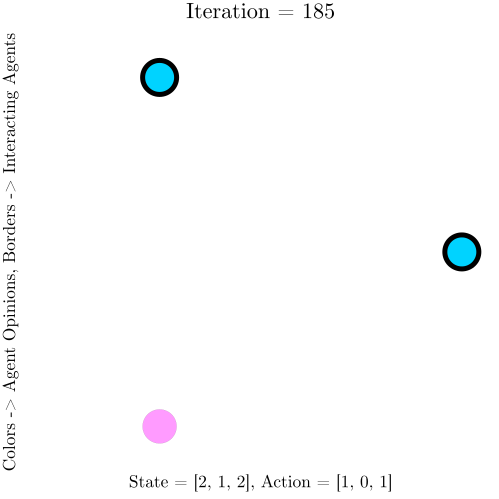 Iteration = 185
Colors -> Agent Opinions, Borders -> Interacting Agents
State = [2, 1, 2], Action = [1, 0, 1]